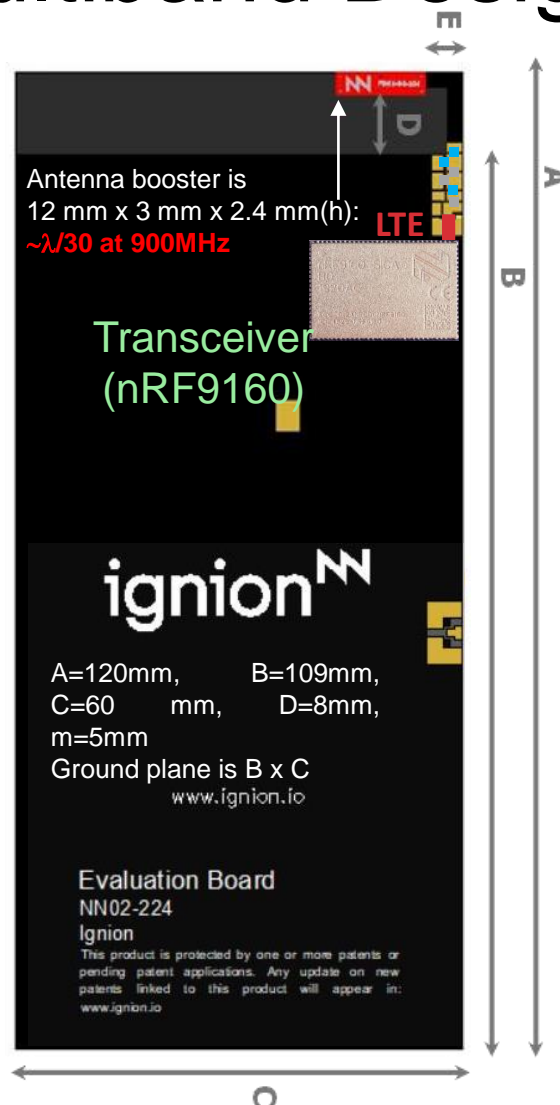 E
A
D
B
Antenna booster is
12 mm x 3 mm x 2.4 mm(h):
~λ/30 at 900MHz
LTE
Transceiver
(nRF9160)
ignion
A=120mm, B=109mm,
C=60 mm, D=8mm,
m=5mm
Ground plane is B x C
www.ignion.io
Evaluation Board
NN02-224
Ignion
This product is protected by one or more patents or
pending patent applications. Any update on new
patents linked to this product will appear in:
www.ignion.io
C